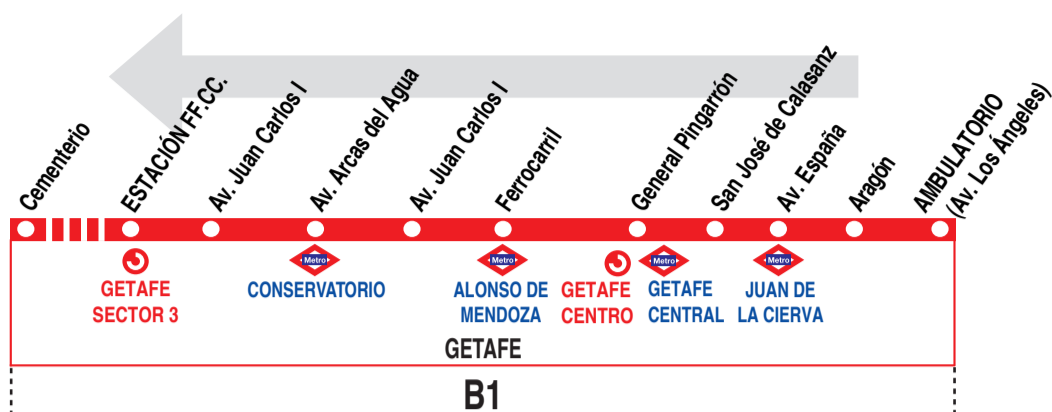 Cementerio
ESTACIÓN FF.CC.
Av. Juan Carlos I
Av. Arcas del Agua
Av. Juan Carlos I
Ferrocarril
General Pingarrón
San José de Calasanz
Av. España
Aragón
AMBULATORIO
(Av. Los Ángeles)
Metro
Metro
Metro
Metro
GETAFE
SECTOR 3
CONSERVATORIO
ALONSO DE
MENDOZA
GETAFE
CENTRO
GETAFE
CENTRAL
JUAN DE
LA CIERVA
GETAFE
B1